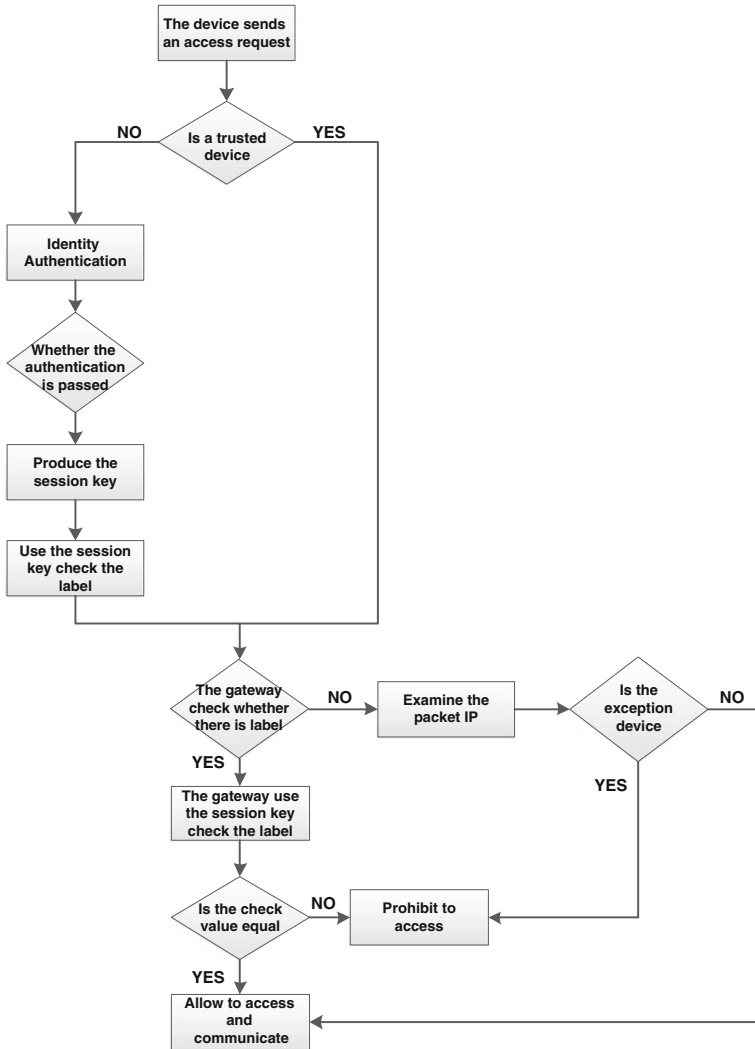 The device sends
an access request
NO
Is a trusted
device
YES
Identity
Authentication
Whether the
authentication
is passed
Produce the
session key
Use the session
key check the
label
The gateway
check whether
there is label
NO
Examine the
packet IP
Is the
exception
device
NO
YES
YES
The gateway use
the session key
check the label
Is the check
value equal
NO
Prohibit to
access
YES
Allow to access
and
communicate